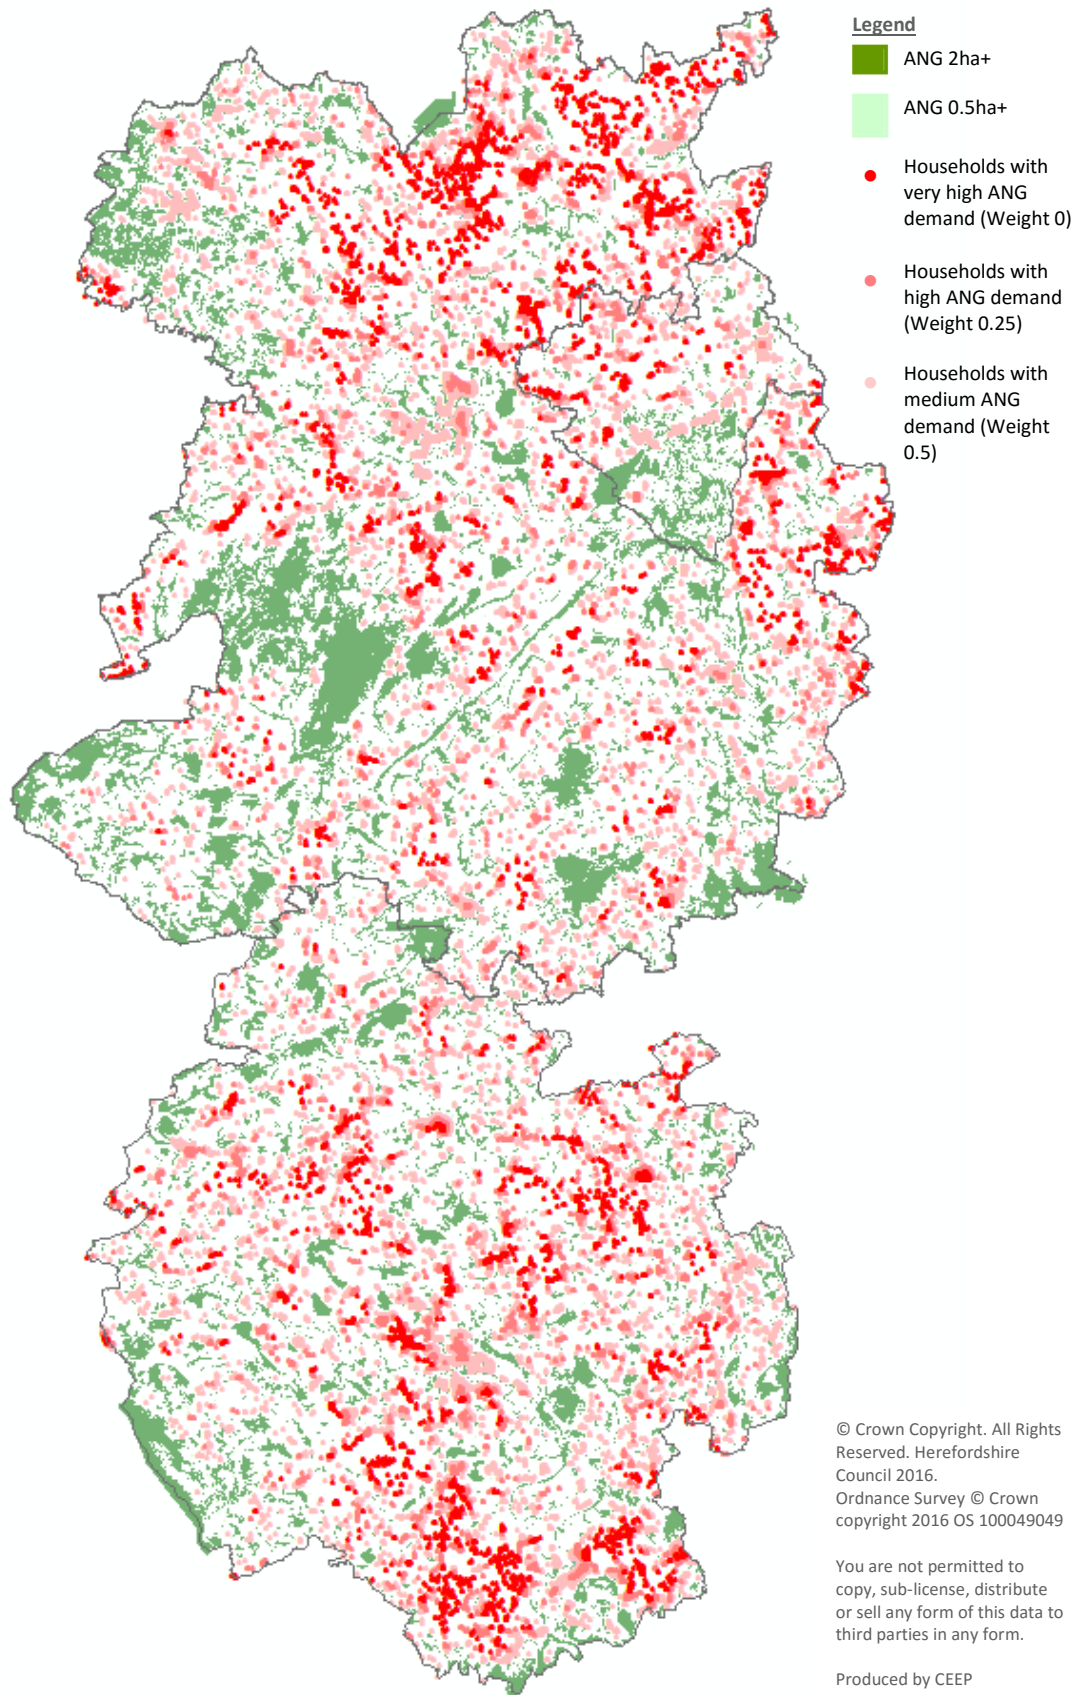 Legend
ANG 2ha+
ANG 0.5ha+
Households with
very high ANG
demand (Weight 0)
Households with
high ANG demand
(Weight 0.25)
Households with
medium ANG
demand (Weight
0.5)
© Crown Copyright. All Rights
Reserved. Herefordshire
Council 2016.
Ordnance Survey © Crown
copyright 2016 OS 100049049
You are not permitted to
copy, sub-license, distribute
or sell any form of this data to
third parties in any form.
Produced by CEEP